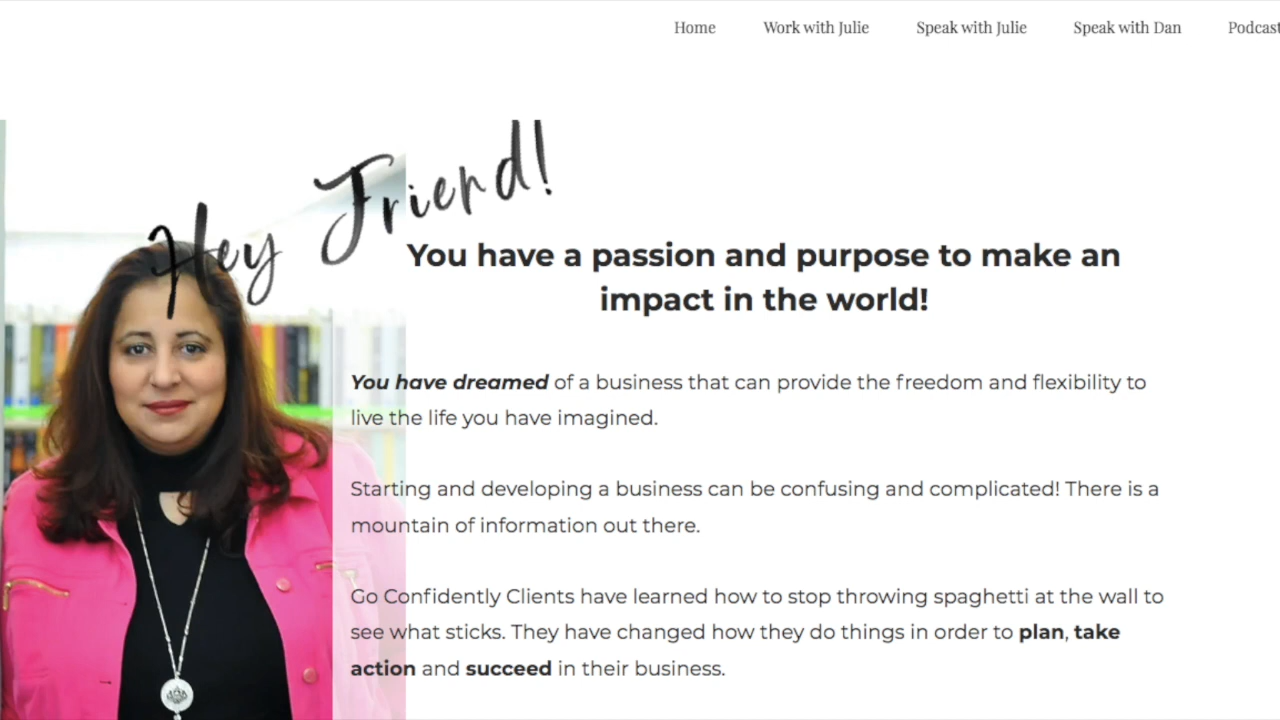 Home Work with Julie Speak with Julie Speak with Dan Podcast
Hey Friend!
You have a passion and purpose to make an
impact in the world!
You have dreamed of a business that can provide the freedom and flexibility to
live the life you have imagined.
Starting and developing a business can be confusing and complicated! There is a
mountain of information out there.
Go Confidently Clients have learned how to stop throwing spaghetti at the wall to
see what sticks. They have changed how they do things in order to plan, take
action and succeed in their business.